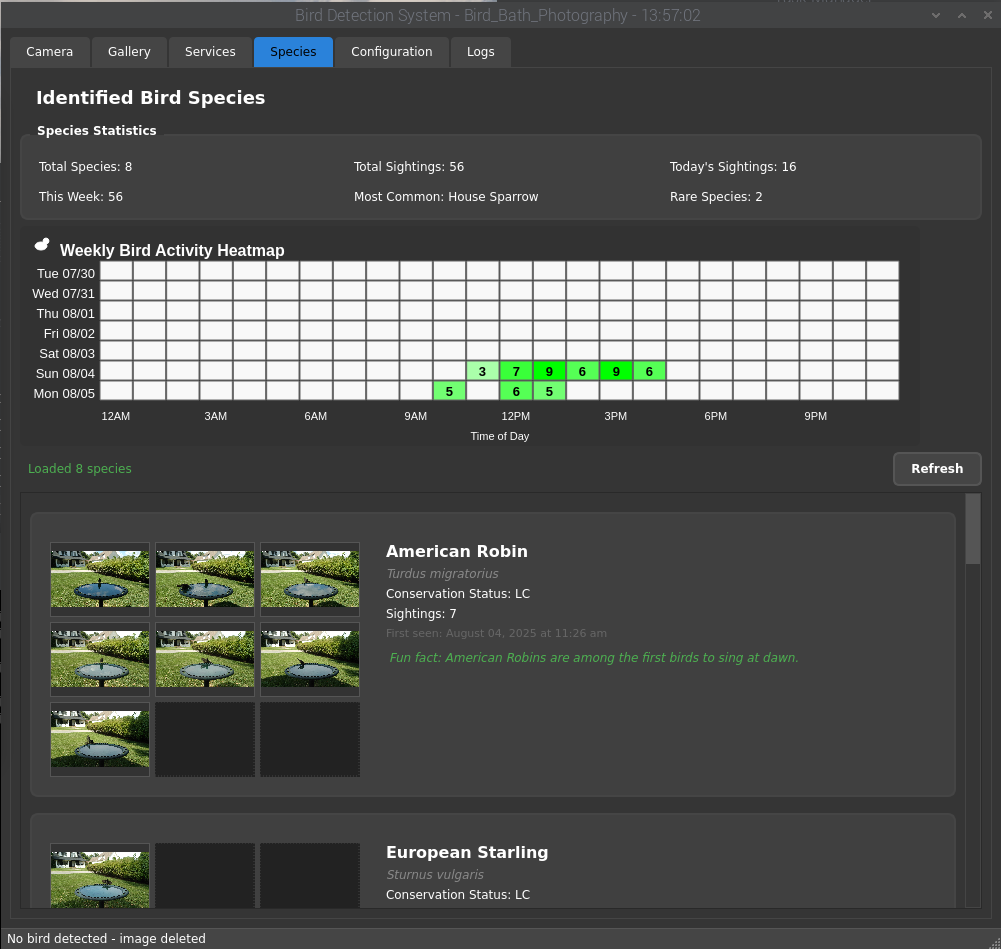 Bird Detection System - Bird_Bath_Photography - 13:57:02
Camera Gallery Services Species Configuration Logs
Identified Bird Species
Species Statistics
Total Species: 8 Total Sightings: 56 Today's Sightings: 16
This Week: 56 Most Common: House Sparrow Rare Species: 2
Weekly Bird Activity Heatmap
Tue 07/30
Wed 07/31
Thu 08/01
Fri 08/02
Sat 08/03
Sun 08/04 3 7 9 6 9 6
Mon 08/05 5 6 5
12AM 3AM 6AM 9AM 12PM 3PM 6PM 9PM
Time of Day
Loaded 8 species Refresh
American Robin
Turdus migratorius
Conservation Status: LC
Sightings: 7
First seen: August 04, 2025 at 11:26 am
Fun fact: American Robins are among the first birds to sing at dawn.
European Starling
Sturnus vulgaris
Conservation Status: LC
No bird detected - image deleted